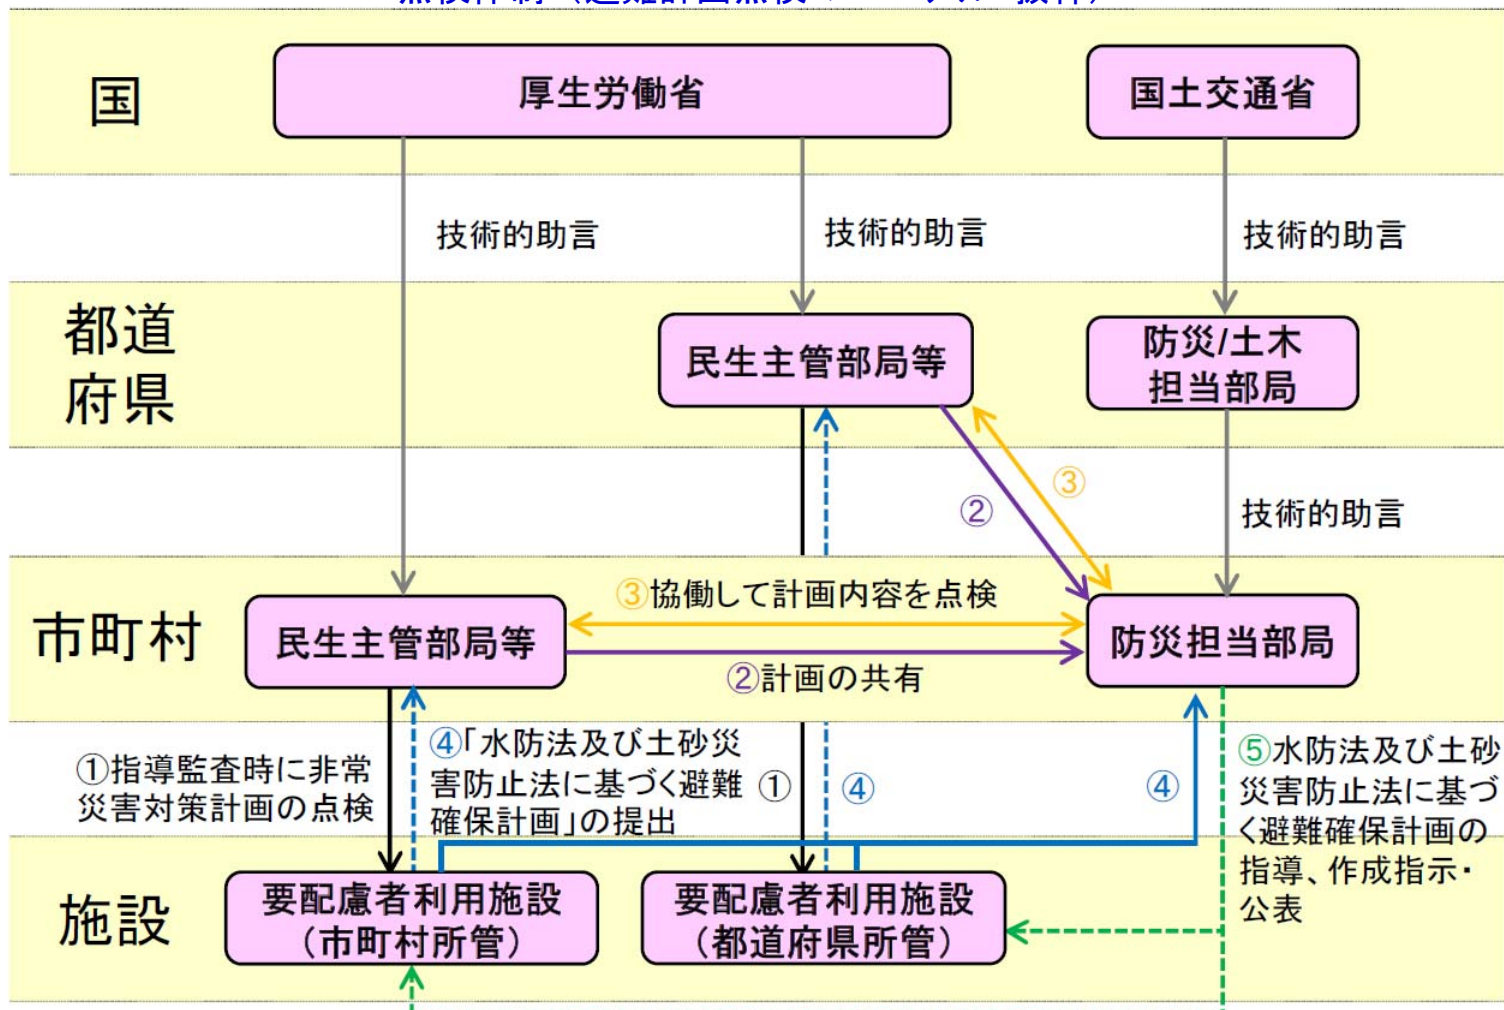 国
厚生労働省
国土交通省
技術的助言
技術的助言
技術的助言
都道
府県
民生主管部局等
防災/土木
担当部局
②
③
技術的助言
市町村
民生主管部局等
③協働して計画内容を点検
②計画の共有
防災担当部局
①指導監査時に非常
災害対策計画の点検
④「水防法及び土砂災
害防止法に基づく避難
確保計画」の提出
①
④
④
⑤水防法及び土砂
災害防止法に基づ
く避難確保計画の
指導、作成指示・
公表
施設
要配慮者利用施設
（市町村所管）
要配慮者利用施設
（都道府県所管）